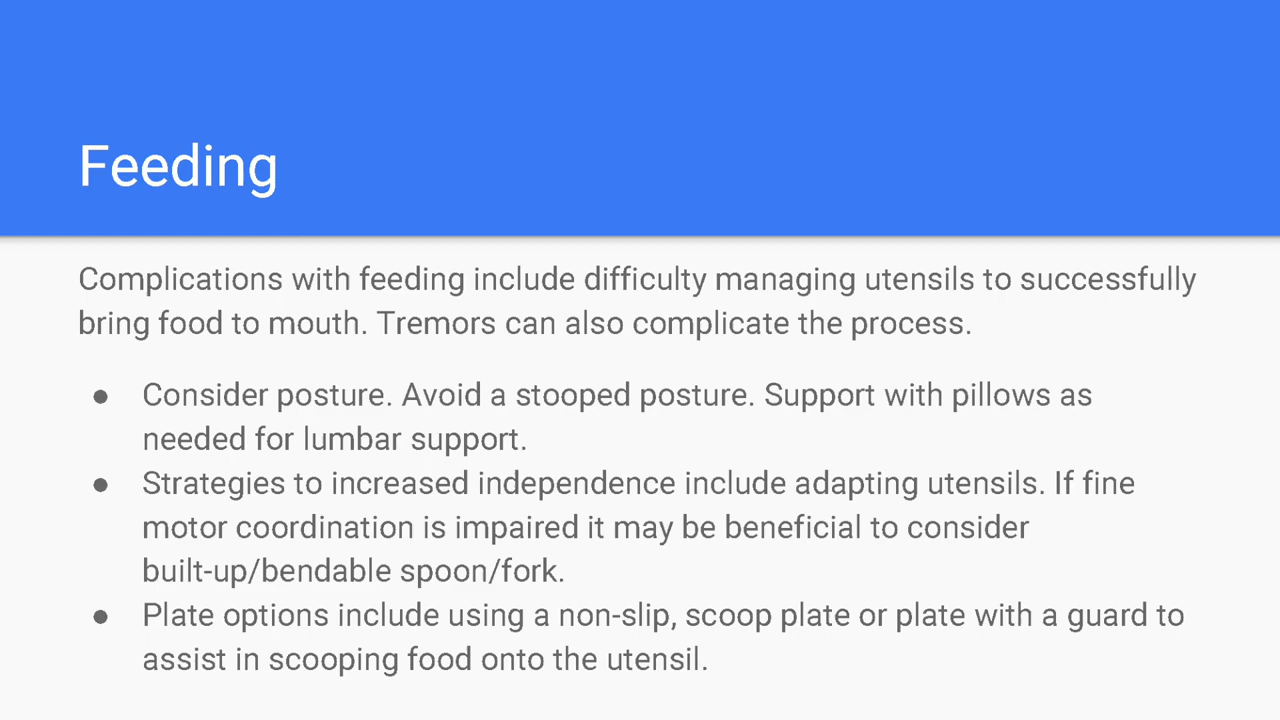 Feeding
Complications with feeding include difficulty managing utensils to successfully
bring food to mouth. Tremors can also complicate the process.
● Consider posture. Avoid a stooped posture. Support with pillows as
needed for lumbar support.
● Strategies to increased independence include adapting utensils. If fine
motor coordination is impaired it may be beneficial to consider
built-up/bendable spoon/fork.
● Plate options include using a non-slip, scoop plate or plate with a guard to
assist in scooping food onto the utensil.